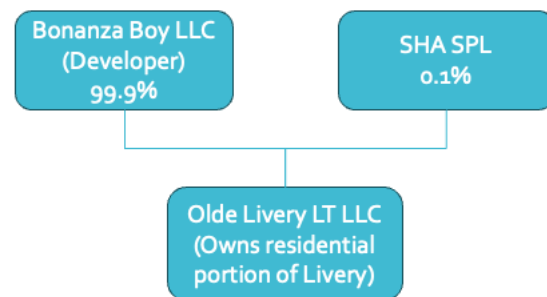 Bonanza Boy LLC
(Developer)
99.9%
SHA SPL
0.1%
Olde Livery LT LLC
(Owns residential
portion of Livery)